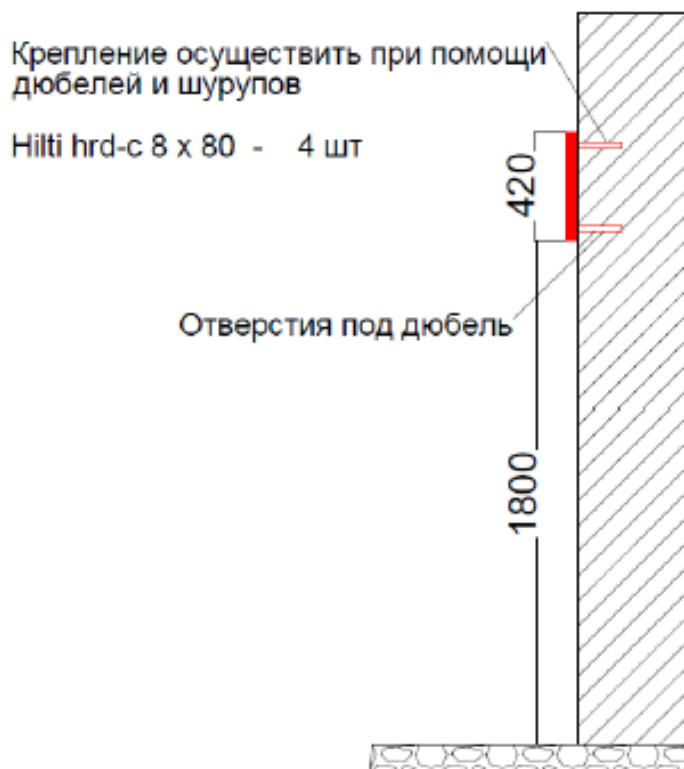 Крепление осуществить при помощи
дюбелей и шурупов
Hilti hrd-c 8 x 80 - 4 шт
420
Отверстия под дюбель
1800